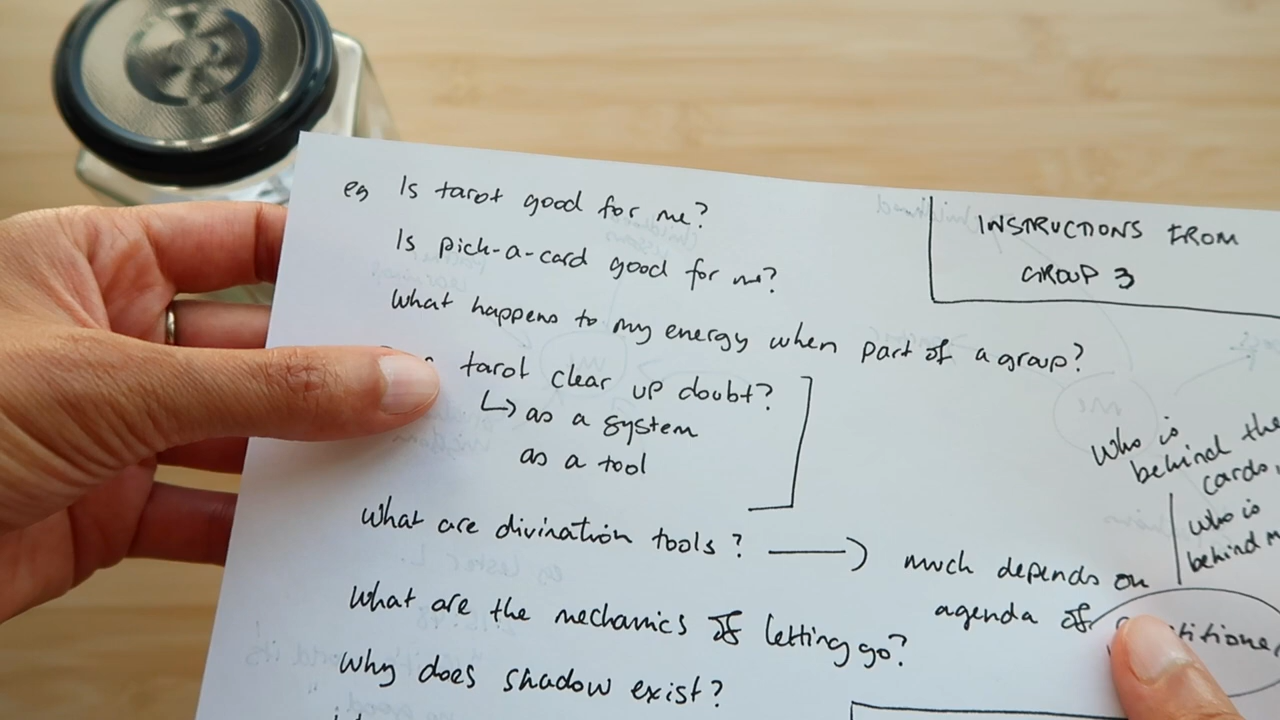 eg Is tarot good for me?
Is pick-a-card good for me?
What happens to my energy when part of a group?
tarot clear up doubt?
↳ as a system
as a tool
What are divination tools? → much depends on
agenda of
What are the mechanics of letting go?
Why does shadow exist?
INSTRUCTIONS FROM
GROUP 3
Who is
behind the
cards
who is
behind